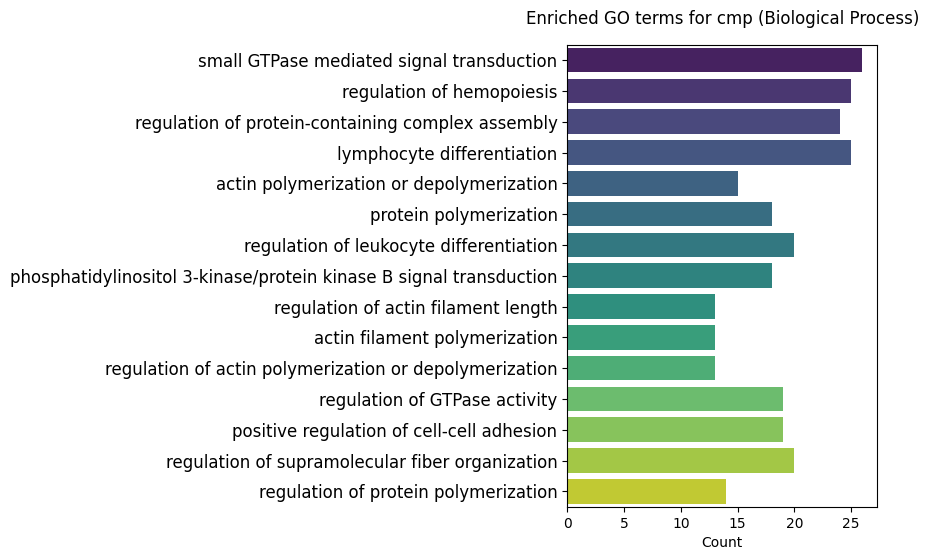 Enriched GO terms for cmp (Biological Process)
small GTPase mediated signal transduction
regulation of hemopoiesis
regulation of protein-containing complex assembly
lymphocyte differentiation
actin polymerization or depolymerization
protein polymerization
regulation of leukocyte differentiation
phosphatidylinositol 3-kinase/protein kinase B signal transduction
regulation of actin filament length
actin filament polymerization
regulation of actin polymerization or depolymerization
regulation of GTPase activity
positive regulation of cell-cell adhesion
regulation of supramolecular fiber organization
regulation of protein polymerization
0 5 10 15 20 25
Count